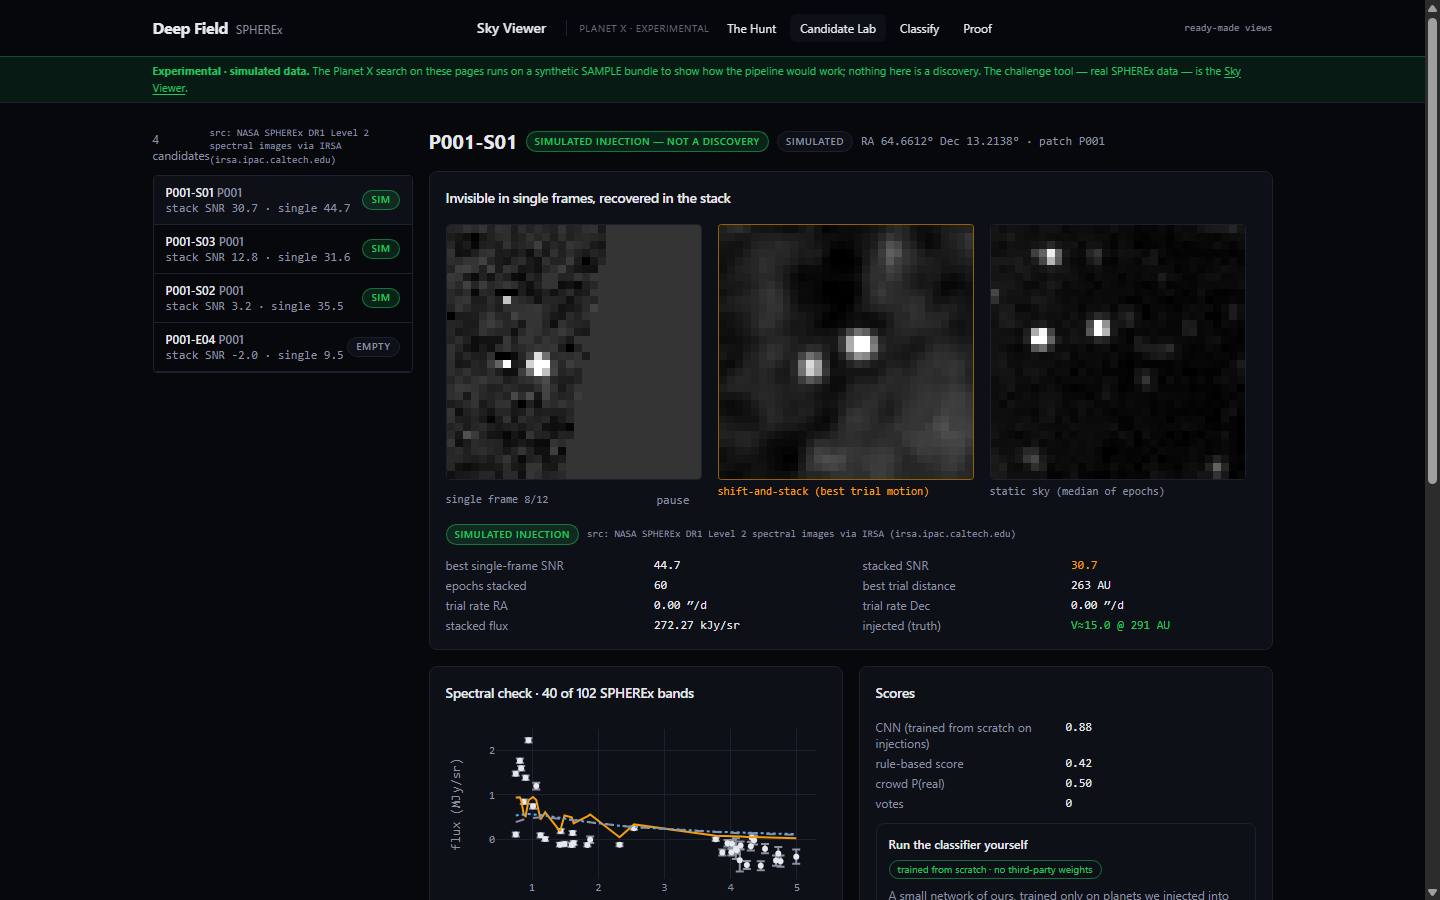 Deep Field SPHEREx
Sky Viewer PLANET X · EXPERIMENTAL The Hunt Candidate Lab Classify Proof
ready-made views
Experimental · simulated data. The Planet X search on these pages runs on a synthetic SAMPLE bundle to show how the pipeline would work; nothing here is a discovery. The challenge tool — real SPHEREx data — is the Sky
Viewer.
4
candidates
src: NASA SPHEREx DR1 Level 2
spectral images via IRSA
(irsa.ipac.caltech.edu)
P001-S01 P001
stack SNR 30.7 · single 44.7
SIM
P001-S03 P001
stack SNR 12.8 · single 31.6
SIM
P001-S02 P001
stack SNR 3.2 · single 35.5
SIM
P001-E04 P001
stack SNR -2.0 · single 9.5
EMPTY
P001-S01 SIMULATED INJECTION — NOT A DISCOVERY SIMULATED RA 64.6612° Dec 13.2138° · patch P001
Invisible in single frames, recovered in the stack
single frame 8/12 pause
shift-and-stack (best trial motion)
static sky (median of epochs)
SIMULATED INJECTION src: NASA SPHEREx DR1 Level 2 spectral images via IRSA (irsa.ipac.caltech.edu)
best single-frame SNR 44.7 stacked SNR 30.7
epochs stacked 60 best trial distance 263 AU
trial rate RA 0.00 ″/d trial rate Dec 0.00 ″/d
stacked flux 272.27 kJy/sr injected (truth) V≈15.0 @ 291 AU
Spectral check · 40 of 102 SPHEREx bands
flux (MJy/sr)
2
1
0
1 2 3 4 5
Scores
CNN (trained from scratch on
injections)
0.88
rule-based score 0.42
crowd P(real) 0.50
votes 0
Run the classifier yourself
trained from scratch · no third-party weights
A small network of ours, trained only on planets we injected into